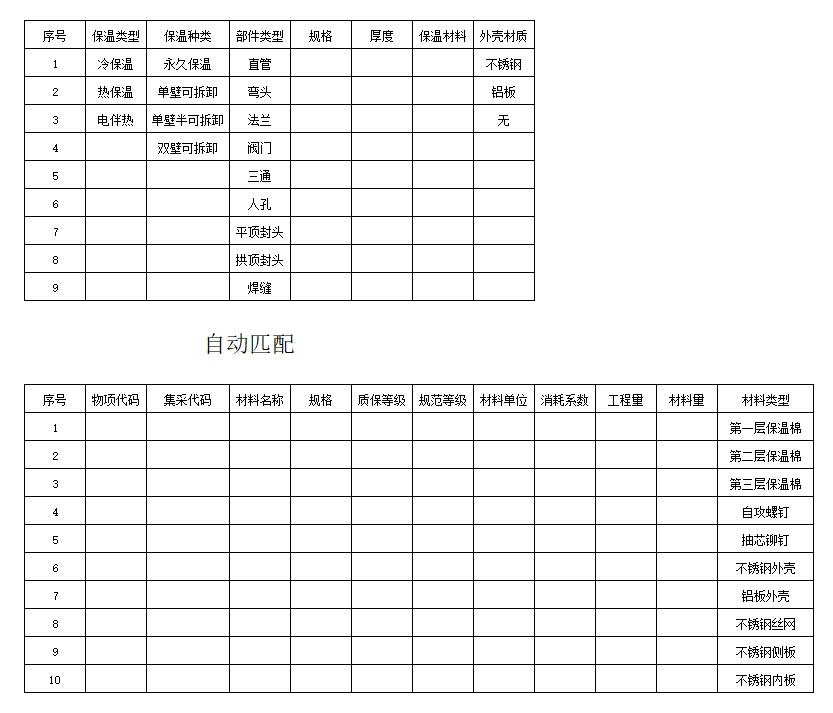 序号 保温类型 保温种类 部件类型 规格 厚度 保温材料 外壳材质
1 冷保温 永久保温 直管 不锈钢
2 热保温 单壁可拆卸 弯头 铝板
3 电伴热 单壁半可拆卸 法兰 无
4 双壁可拆卸 阀门
5 三通
6 人孔
7 平顶封头
8 拱顶封头
9 焊缝
自动匹配
序号 物项代码 集采代码 材料名称 规格 质保等级 规范等级 材料单位 消耗系数 工程量 材料量 材料类型
1 第一层保温棉
2 第二层保温棉
3 第三层保温棉
4 自攻螺钉
5 抽芯铆钉
6 不锈钢外壳
7 铝板外壳
8 不锈钢丝网
9 不锈钢侧板
10 不锈钢内板